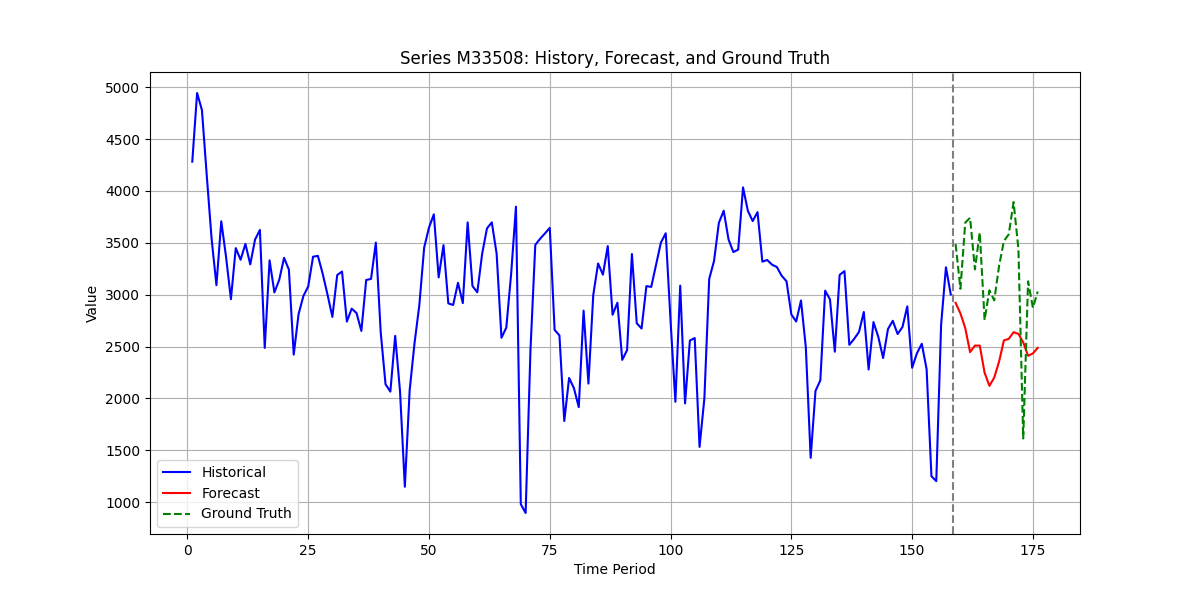 Series M33508: History, Forecast, and Ground Truth
5000
4500
4000
3500
3000
2500
2000
1500
1000
Value
Historical
Forecast
Ground Truth
0 25 50 75 100 125 150 175
Time Period